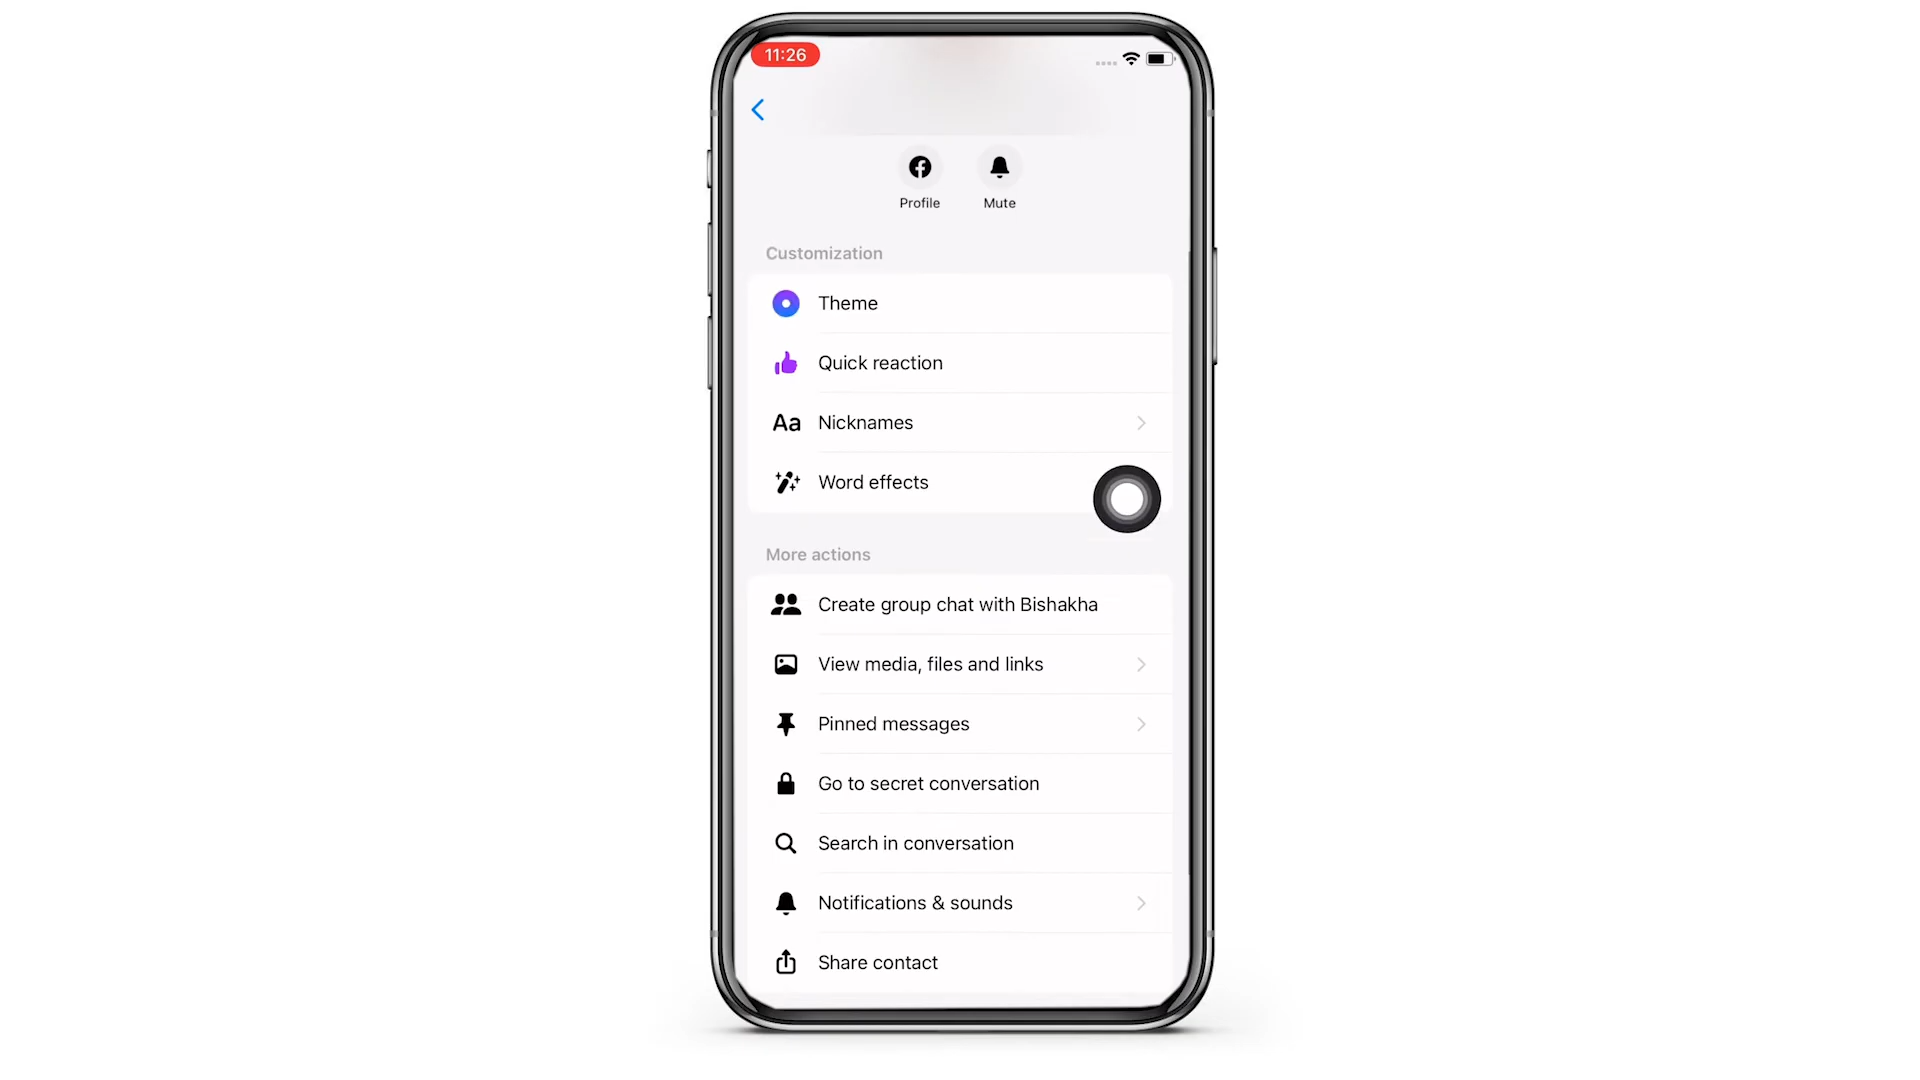 11:26
Profile
Mute
Customization
Theme
Quick reaction
Aa Nicknames
Word effects
More actions
Create group chat with Bishakha
View media, files and links
Pinned messages
Go to secret conversation
Search in conversation
Notifications & sounds
Share contact